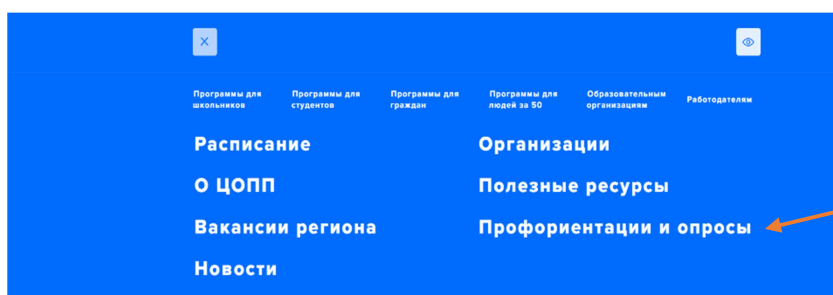 Программы для школьников
Программы для студентов
Программы для граждан
Программы для людей за 50
Образовательным организациям
Работодателям
Расписание
Организации
О ЦОПП
Полезные ресурсы
Вакансии региона
Профориентации и опросы
Новости